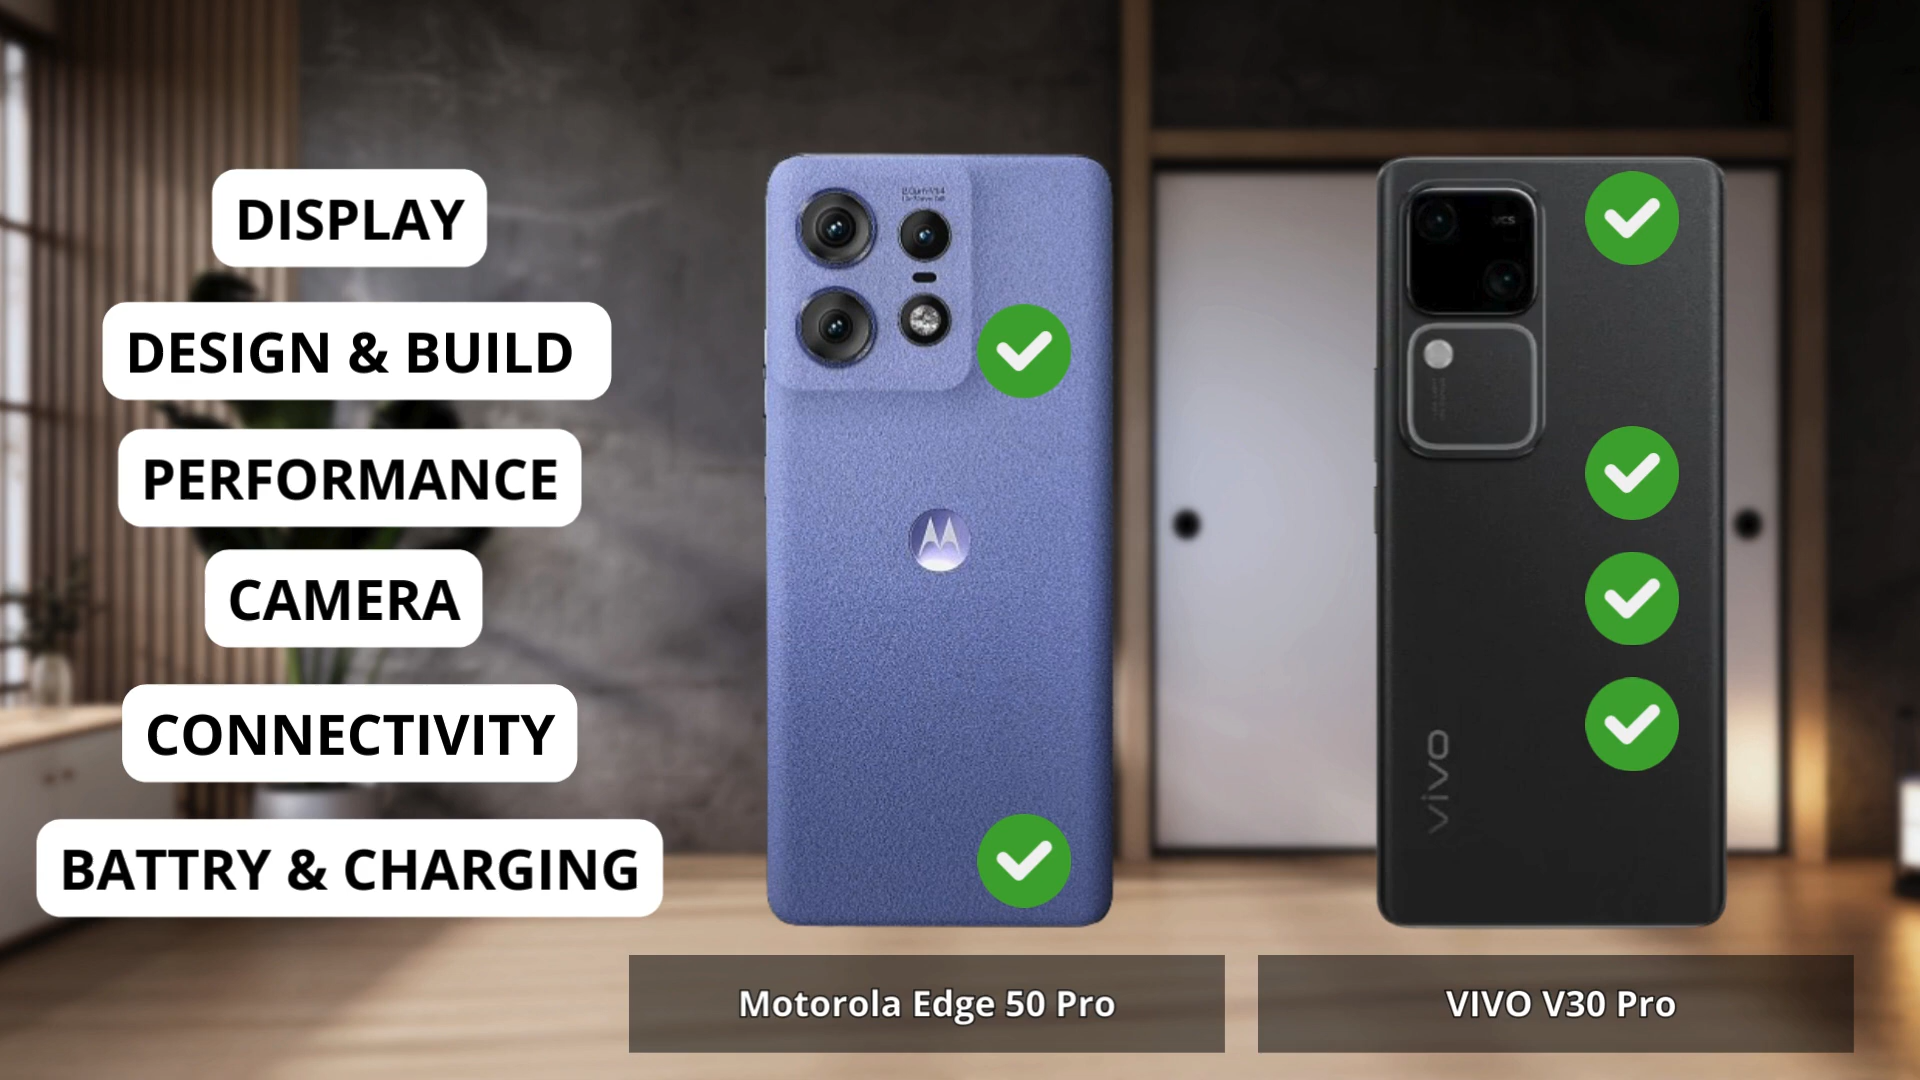 DISPLAY
DESIGN & BUILD
PERFORMANCE
CAMERA
CONNECTIVITY
BATTRY & CHARGING
vivo
Motorola Edge 50 Pro
VIVO V30 Pro